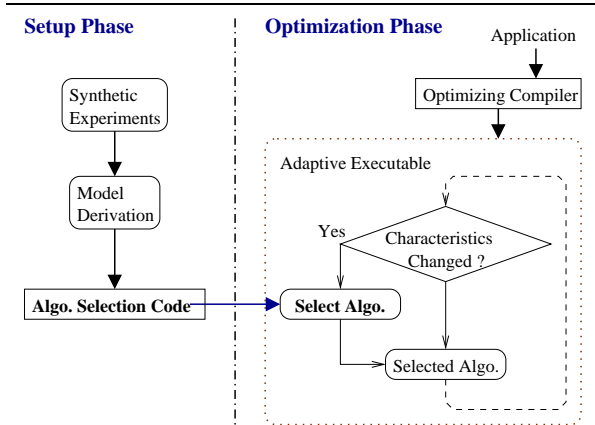 Setup Phase
Synthetic
Experiments
Model
Derivation
Algo. Selection Code
Optimization Phase
Application
Optimizing Compiler
Adaptive Executable
Yes
Characteristics
Changed ?
Select Algo.
Selected Algo.